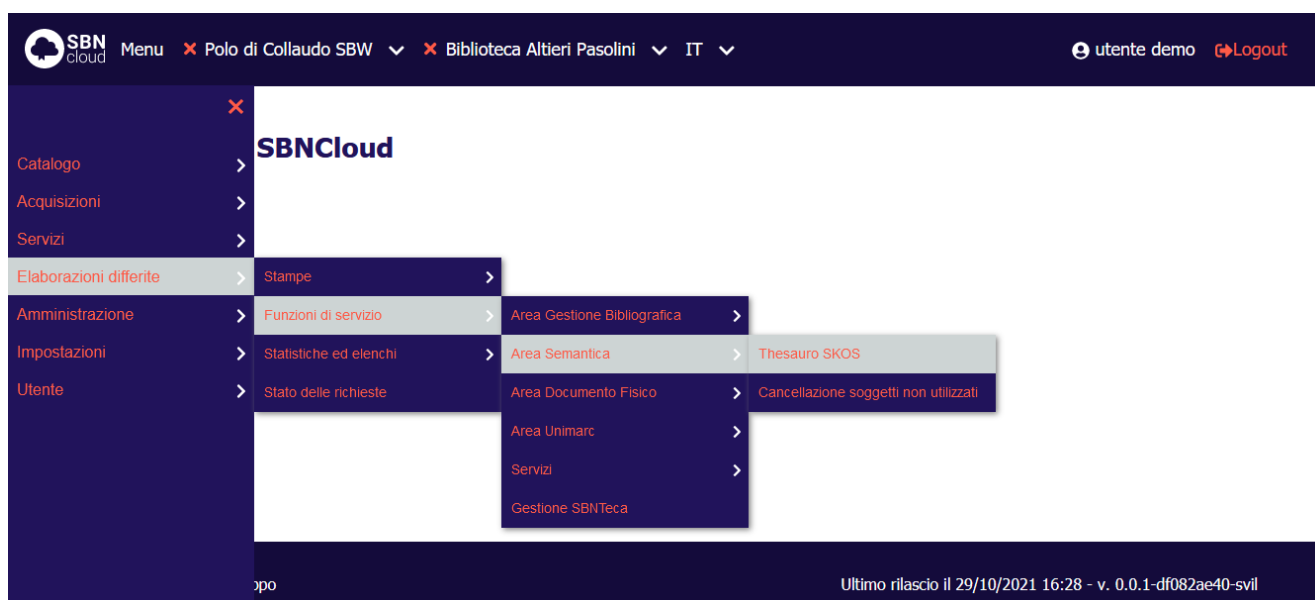 SBN
cloud
Menu
Polo di Collaudo SBW
Biblioteca Altieri Pasolini
IT
utente demo
Logout
SBNCloud
Catalogo
Acquisizioni
Servizi
Elaborazioni differite
Amministrazione
Impostazioni
Utente
Stampe
Funzioni di servizio
Statistiche ed elenchi
Stato delle richieste
Area Gestione Bibliografica
Area Semantica
Area Documento Fisico
Area Unimarc
Servizi
Gestione SBNTeca
Thesauro SKOS
Cancellazione soggetti non utilizzati
ppo
Ultimo rilascio il 29/10/2021 16:28 - v. 0.0.1-df082ae40-svil